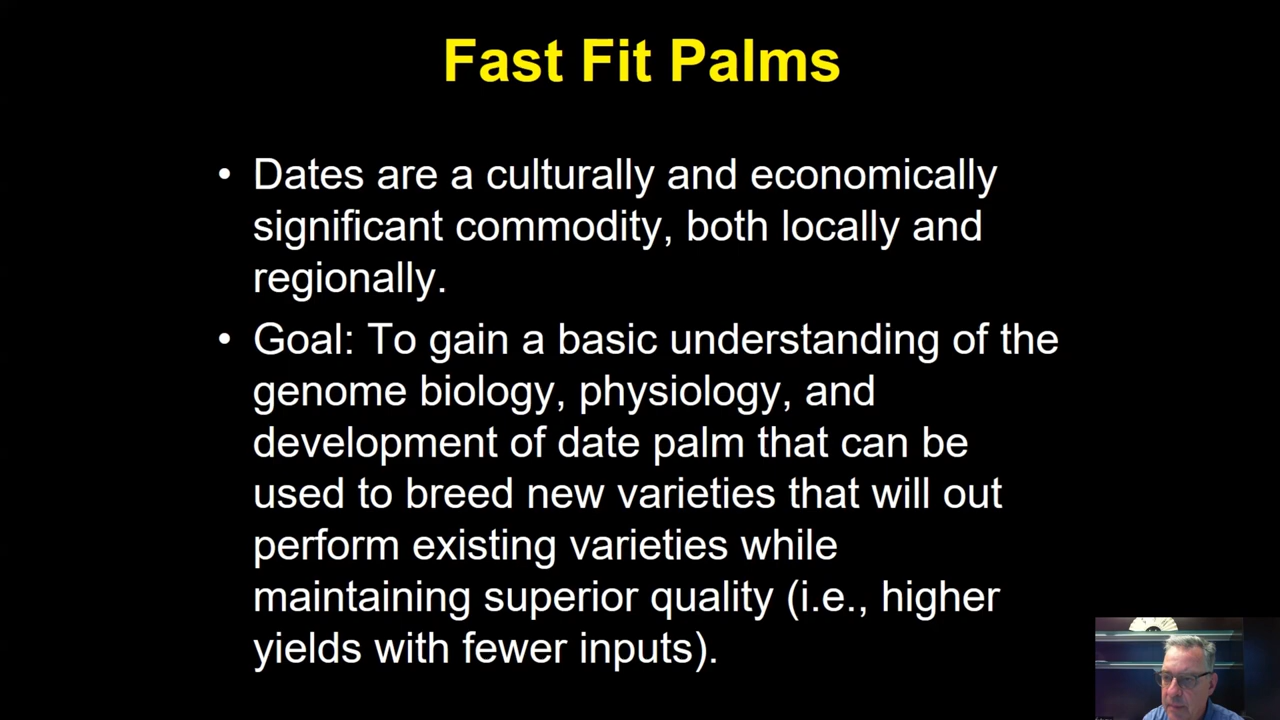 Fast Fit Palms
• Dates are a culturally and economically
significant commodity, both locally and
regionally.
• Goal: To gain a basic understanding of the
genome biology, physiology, and
development of date palm that can be
used to breed new varieties that will out
perform existing varieties while
maintaining superior quality (i.e., higher
yields with fewer inputs).